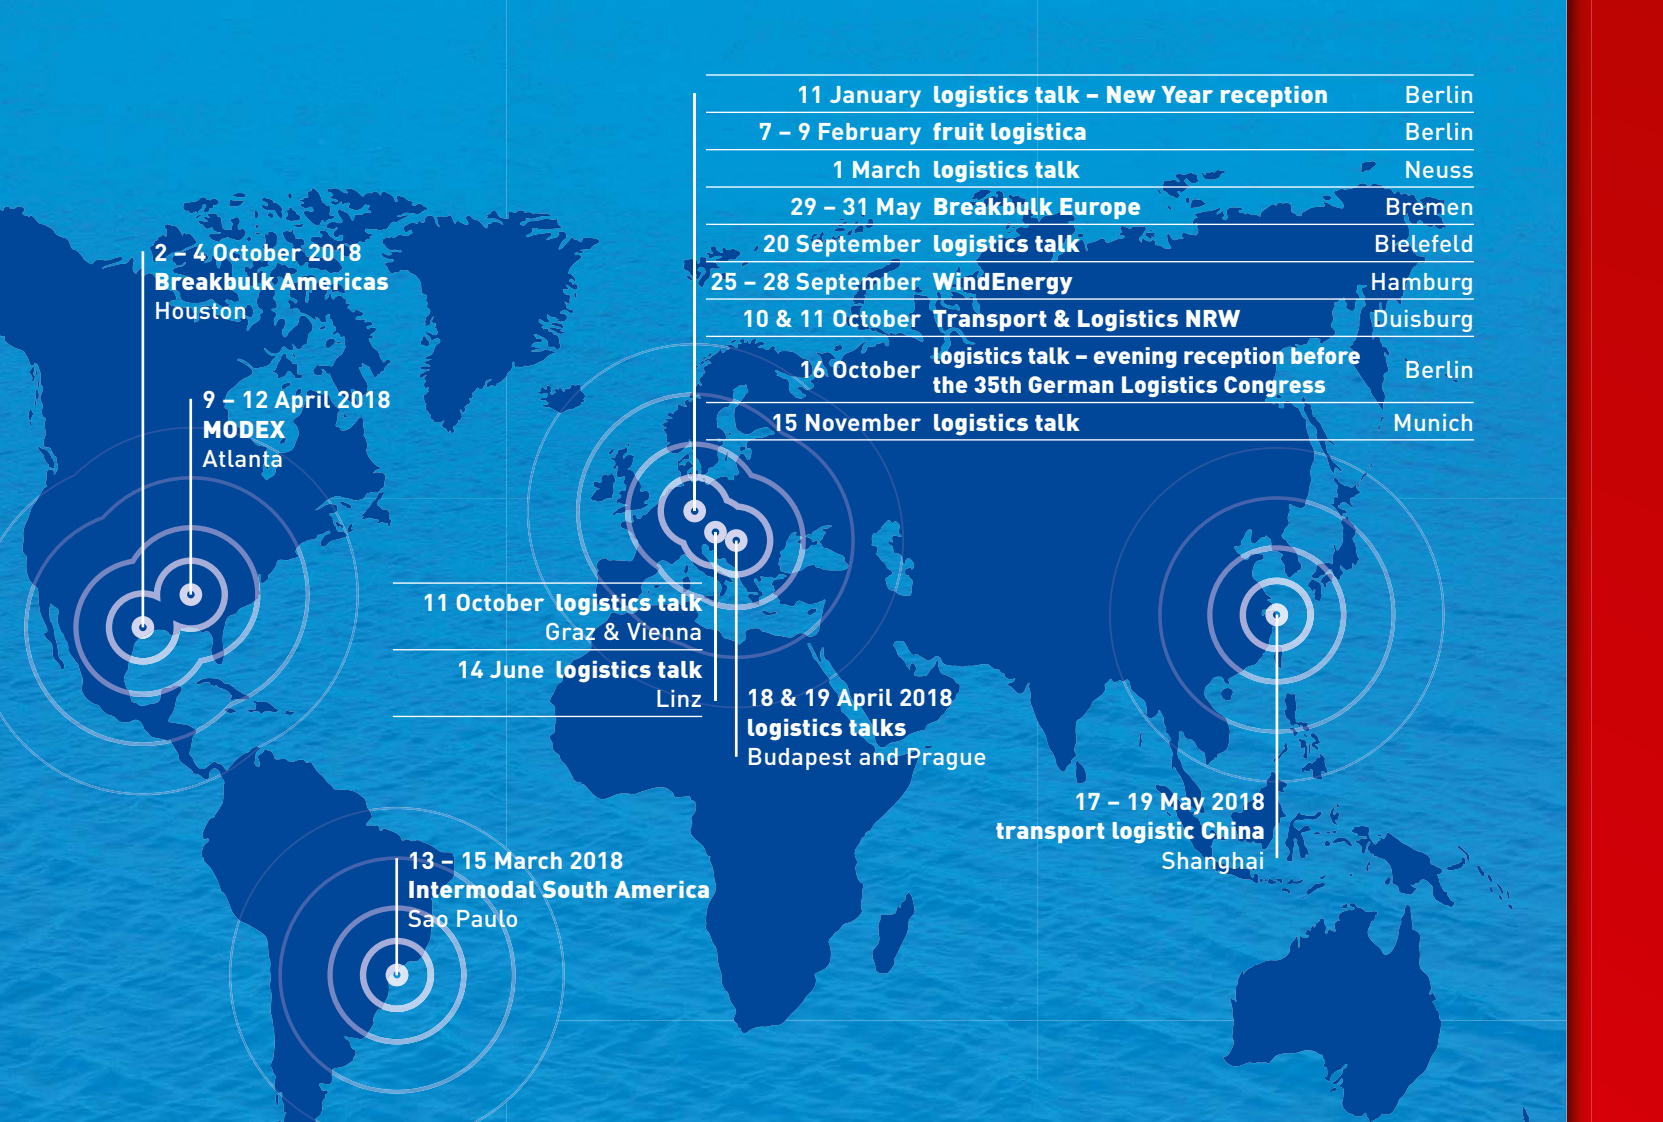 11 January logistics talk – New Year reception Berlin
7 – 9 February fruit logistica Berlin
1 March logistics talk Neuss
29 – 31 May Breakbulk Europe Bremen
20 September logistics talk Bielefeld
25 – 28 September WindEnergy Hamburg
10 & 11 October Transport & Logistics NRW Duisburg
16 October logistics talk – evening reception before
the 35th German Logistics Congress Berlin
15 November logistics talk Munich
2 – 4 October 2018
Breakbulk Americas
Houston
9 – 12 April 2018
MODEX
Atlanta
11 October logistics talk
Graz & Vienna
14 June logistics talk
Linz
18 & 19 April 2018
logistics talks
Budapest and Prague
17 – 19 May 2018
transport logistic China
Shanghai
13 – 15 March 2018
Intermodal South America
Sao Paulo